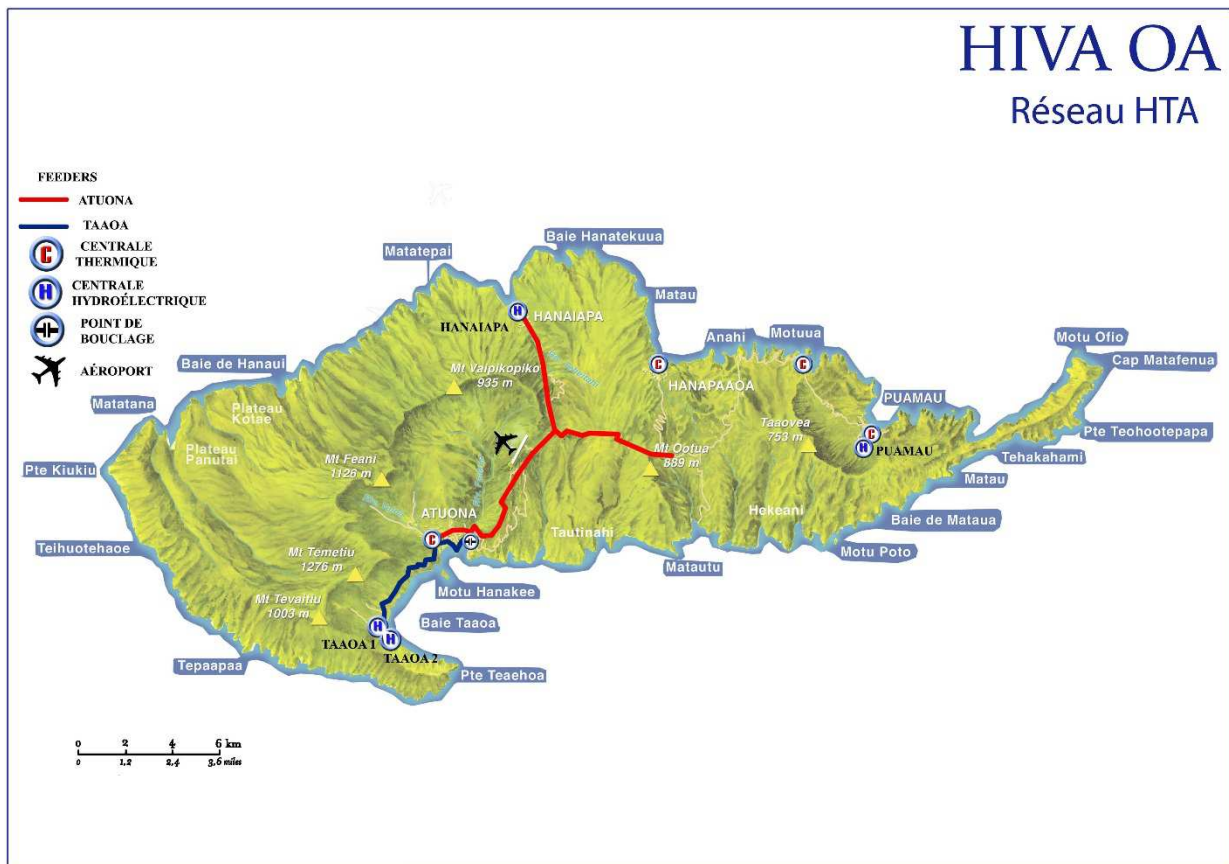 HIVA OA
Réseau HTA
FEEDERS
ATUONA
TAAOA
C
CENTRALE
THERMIQUE
H
CENTRALE
HYDROÉLECTRIQUE
POINT DE
BOUCLAGE
AÉROPORT
Baie Hanatekuua
Matatepai
Matau
H
HANAIAPA
HANAIAPA
Anahi
Motuua
Motu Ofio
Cap Matafenua
Baie de Hanaui
Mt Vaipikopiko
935 m
C
HANAPAAOA
C
PUAMAU
Matatana
Plateau
Kotae
Plateau
Panutai
Taaovea
753 m
C
H
PUAMAU
Pte Teohootepapa
Tehakahami
Pte Kiukiu
Mt Feani
1126 m
Mt Ootua
889 m
Matau
ATUONA
C
Tautinahi
Hekeani
Baie de Mataua
Teihuotehaoe
Mt Temetiu
1276 m
Matautu
Motu Poto
Motu Hanakee
Mt Tevaitiu
1003 m
H
H
Baie Taaoa
TAAOA 1
TAAOA 2
Tepaapaa
Pte Teaehoa
0 2 4 6 km
0 1,2 2,4 3,6 miles